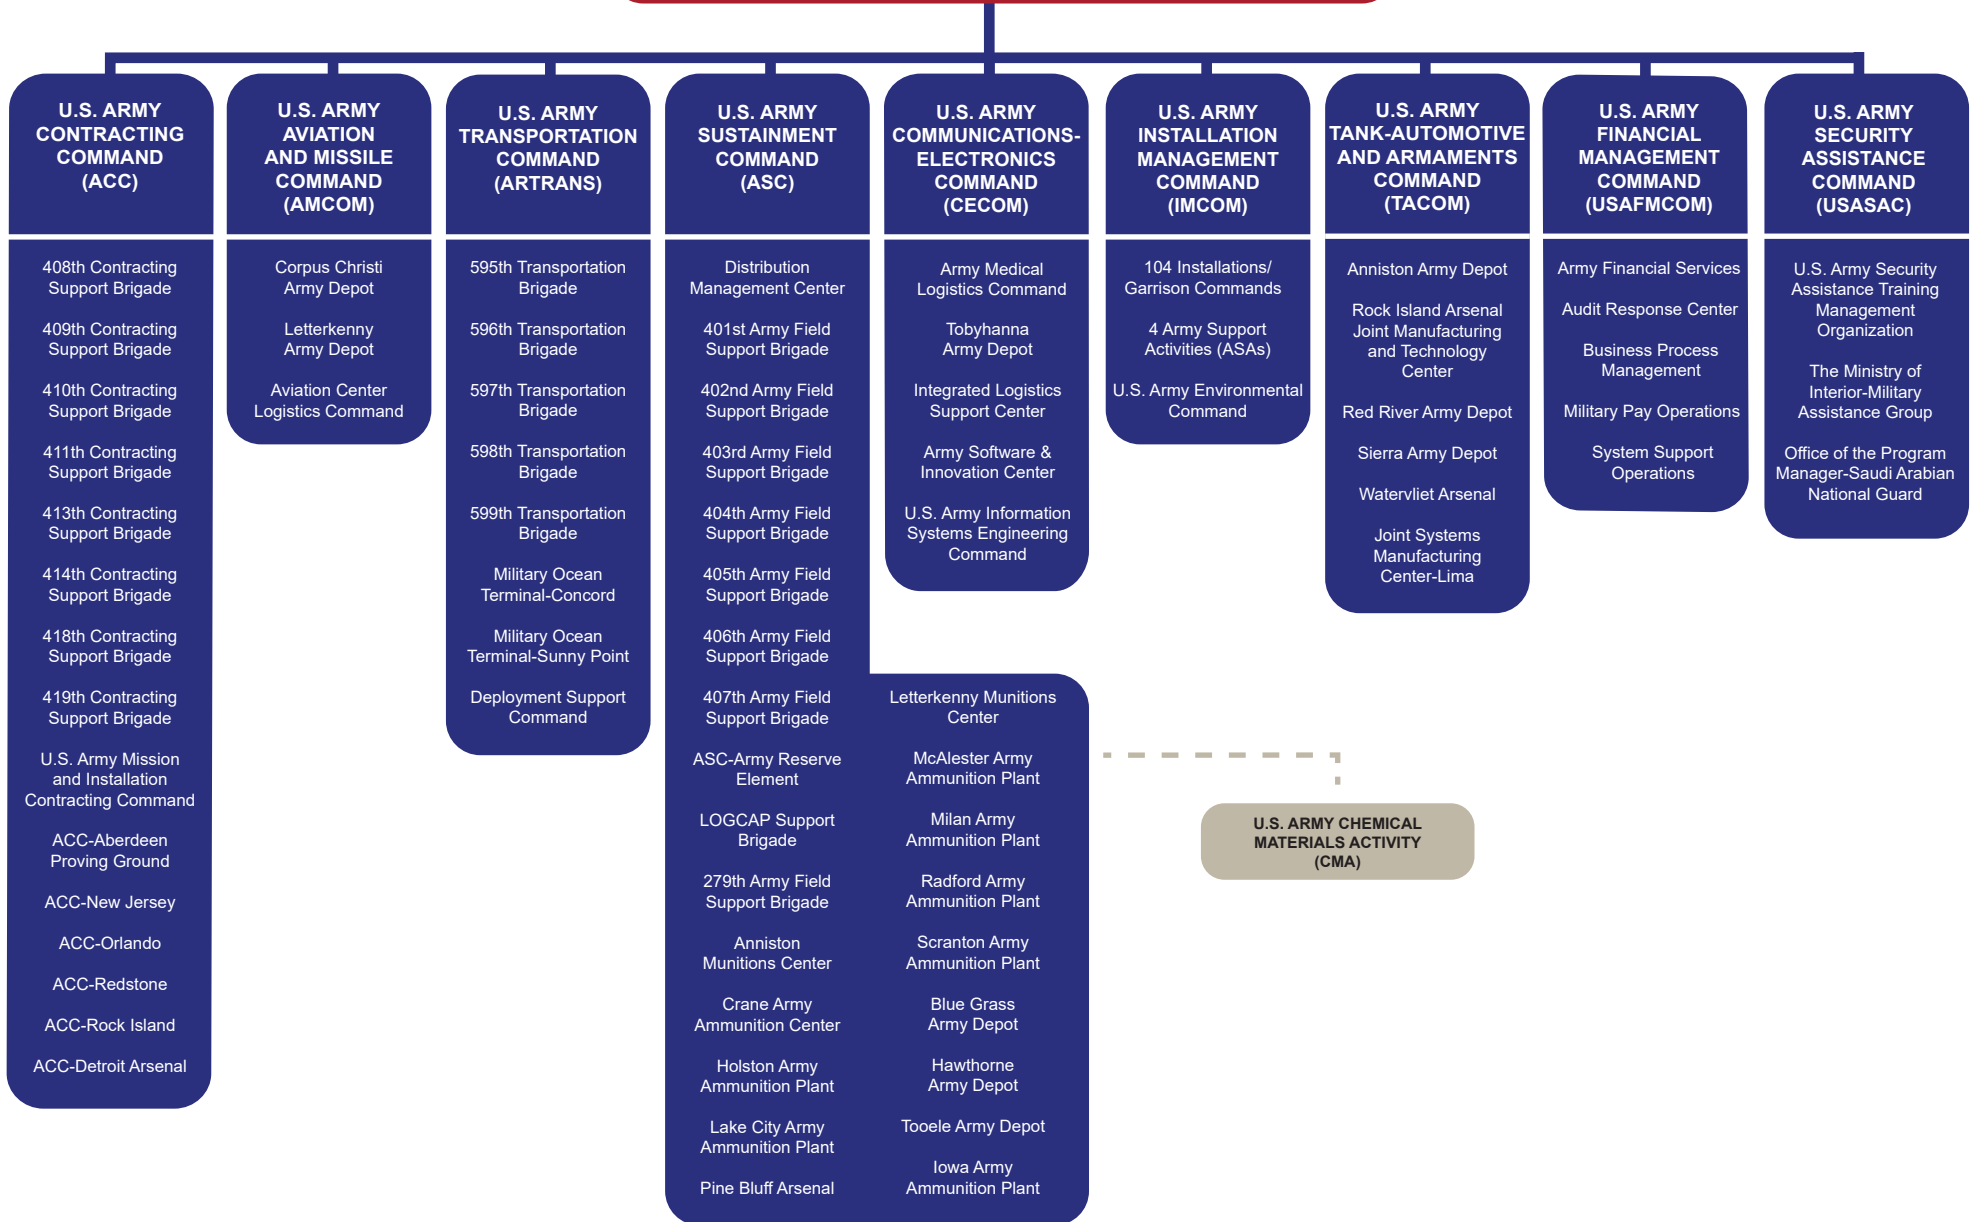 U.S. ARMY
CONTRACTING
COMMAND
(ACC)
408th Contracting
Support Brigade
409th Contracting
Support Brigade
410th Contracting
Support Brigade
411th Contracting
Support Brigade
413th Contracting
Support Brigade
414th Contracting
Support Brigade
418th Contracting
Support Brigade
419th Contracting
Support Brigade
U.S. Army Mission
and Installation
Contracting Command
ACC-Aberdeen
Proving Ground
ACC-New Jersey
ACC-Orlando
ACC-Redstone
ACC-Rock Island
ACC-Detroit Arsenal
U.S. ARMY
AVIATION
AND MISSILE
COMMAND
(AMCOM)
Corpus Christi
Army Depot
Letterkenny
Army Depot
Aviation Center
Logistics Command
U.S. ARMY
TRANSPORTATION
COMMAND
(ARTRANS)
595th Transportation
Brigade
596th Transportation
Brigade
597th Transportation
Brigade
598th Transportation
Brigade
599th Transportation
Brigade
Military Ocean
Terminal-Concord
Military Ocean
Terminal-Sunny Point
Deployment Support
Command
U.S. ARMY
SUSTAINMENT
COMMAND
(ASC)
Distribution
Management Center
401st Army Field
Support Brigade
402nd Army Field
Support Brigade
403rd Army Field
Support Brigade
404th Army Field
Support Brigade
405th Army Field
Support Brigade
406th Army Field
Support Brigade
407th Army Field
Support Brigade
ASC-Army Reserve
Element
LOGCAP Support
Brigade
279th Army Field
Support Brigade
Anniston
Munitions Center
Crane Army
Ammunition Center
Holston Army
Ammunition Plant
Lake City Army
Ammunition Plant
Pine Bluff Arsenal
Letterkenny Munitions
Center
McAlester Army
Ammunition Plant
Milan Army
Ammunition Plant
Radford Army
Ammunition Plant
Scranton Army
Ammunition Plant
Blue Grass
Army Depot
Hawthorne
Army Depot
Tooele Army Depot
Iowa Army
Ammunition Plant
U.S. ARMY
COMMUNICATIONS-
ELECTRONICS
COMMAND
(CECOM)
Army Medical
Logistics Command
Tobyhanna
Army Depot
Integrated Logistics
Support Center
Army Software &
Innovation Center
U.S. Army Information
Systems Engineering
Command
U.S. ARMY
INSTALLATION
MANAGEMENT
COMMAND
(IMCOM)
104 Installations/
Garrison Commands
4 Army Support
Activities (ASAs)
U.S. Army Environmental
Command
U.S. ARMY
TANK-AUTOMOTIVE
AND ARMAMENTS
COMMAND
(TACOM)
Anniston Army Depot
Rock Island Arsenal
Joint Manufacturing
and Technology
Center
Red River Army Depot
Sierra Army Depot
Watervliet Arsenal
Joint Systems
Manufacturing
Center-Lima
U.S. ARMY
FINANCIAL
MANAGEMENT
COMMAND
(USAFMCOM)
Army Financial Services
Audit Response Center
Business Process
Management
Military Pay Operations
System Support
Operations
U.S. ARMY
SECURITY
ASSISTANCE
COMMAND
(USASAC)
U.S. Army Security
Assistance Training
Management
Organization
The Ministry of
Interior-Military
Assistance Group
Office of the Program
Manager-Saudi Arabian
National Guard
U.S. ARMY CHEMICAL
MATERIALS ACTIVITY
(CMA)